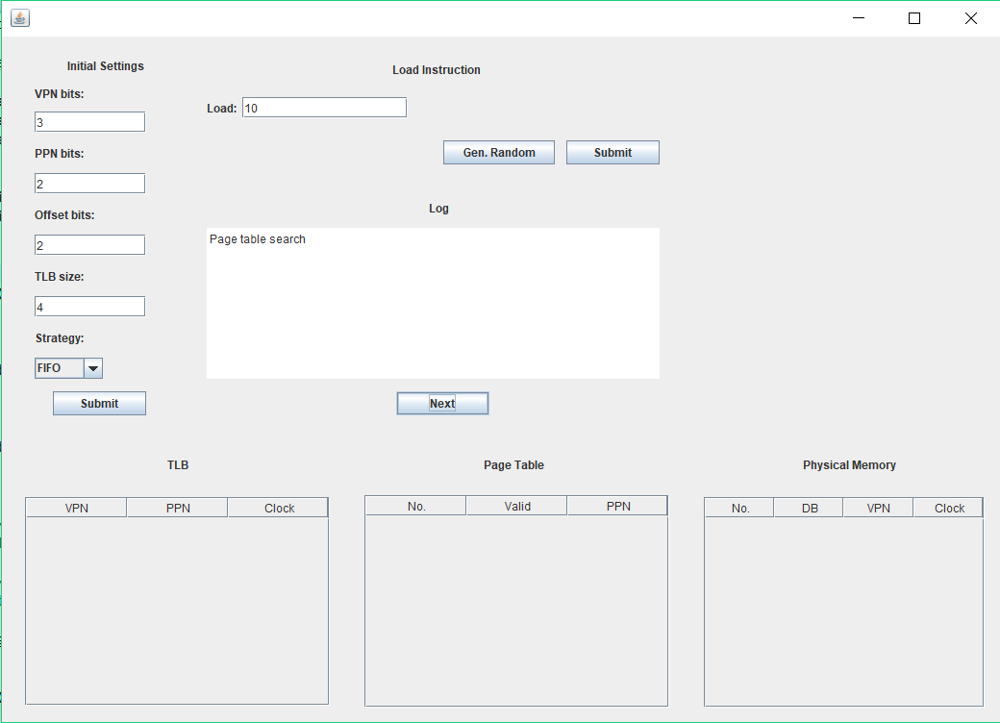 Initial Settings
Load Instruction
VPN bits:
3
Load: 10
PPN bits:
2
Gen. Random
Submit
Offset bits:
2
Log
Page table search
TLB size:
4
Strategy:
FIFO
Submit
Next
TLB
VPN PPN Clock
Page Table
No. Valid PPN
Physical Memory
No. DB VPN Clock